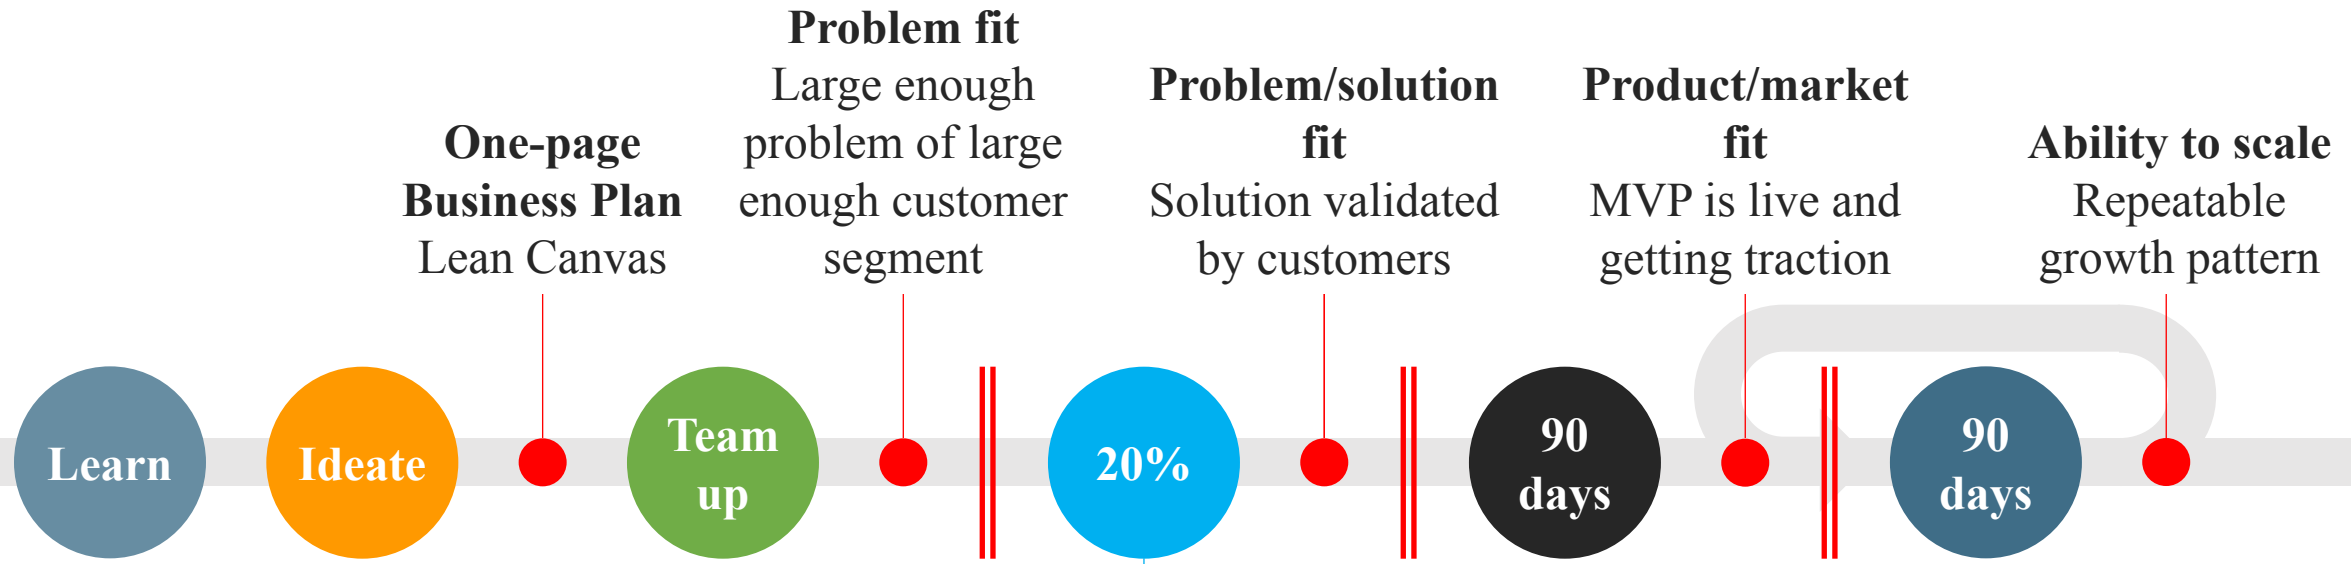 One-page
Business Plan
Lean Canvas
Problem fit
Large enough
problem of large
enough customer
segment
Problem/solution
fit
Solution validated
by customers
Product/market
fit
MVP is live and
getting traction
Ability to scale
Repeatable
growth pattern
Learn
Ideate
Team
up
20%
90
days
90
days